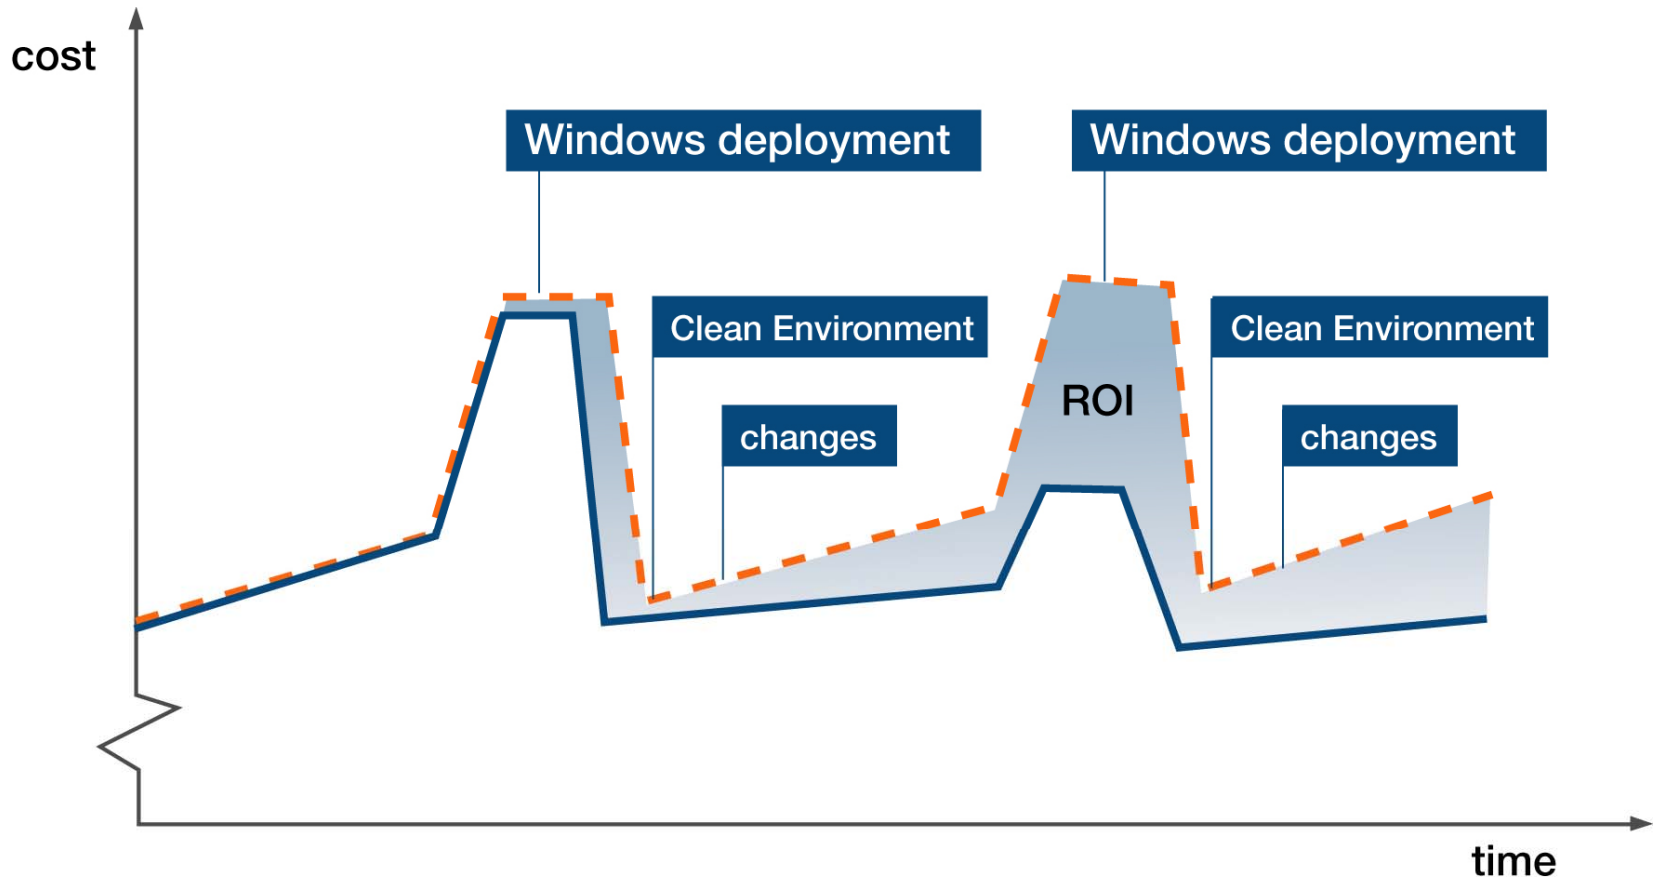 cost
Windows deployment
Windows deployment
Clean Environment
Clean Environment
ROI
changes
changes
time